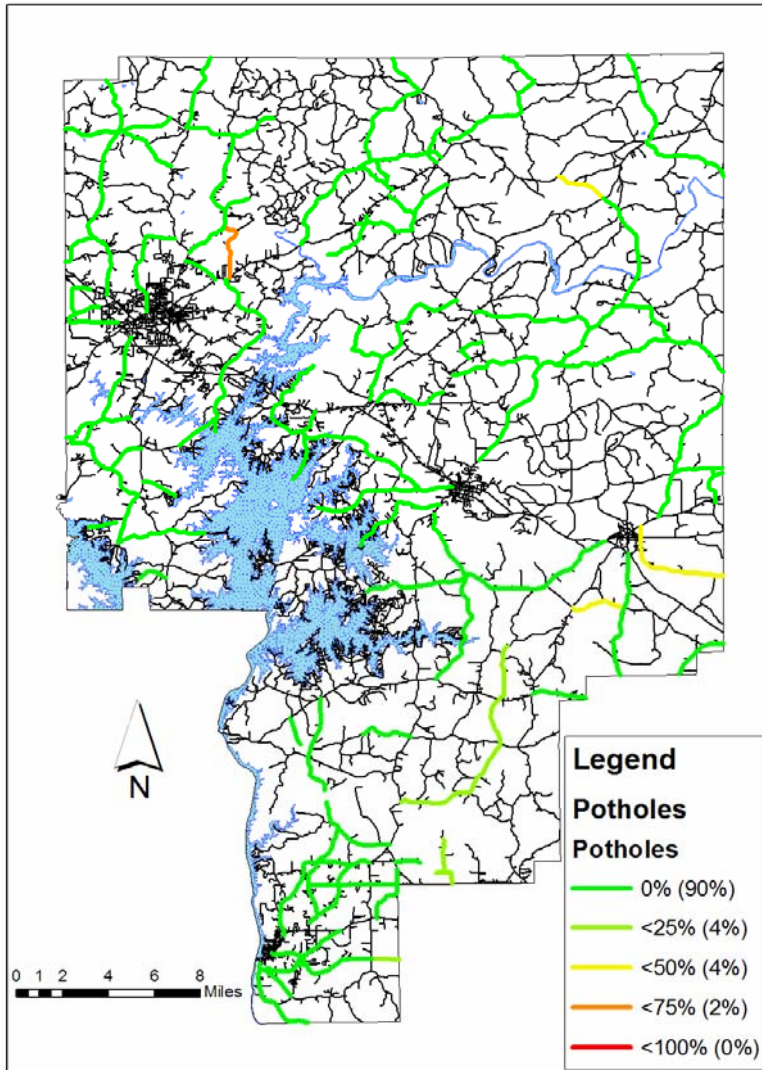 N
0 1 2 4 6 8
Miles
Legend
Potholes
Potholes
0% (90%)
<25% (4%)
<50% (4%)
<75% (2%)
<100% (0%)